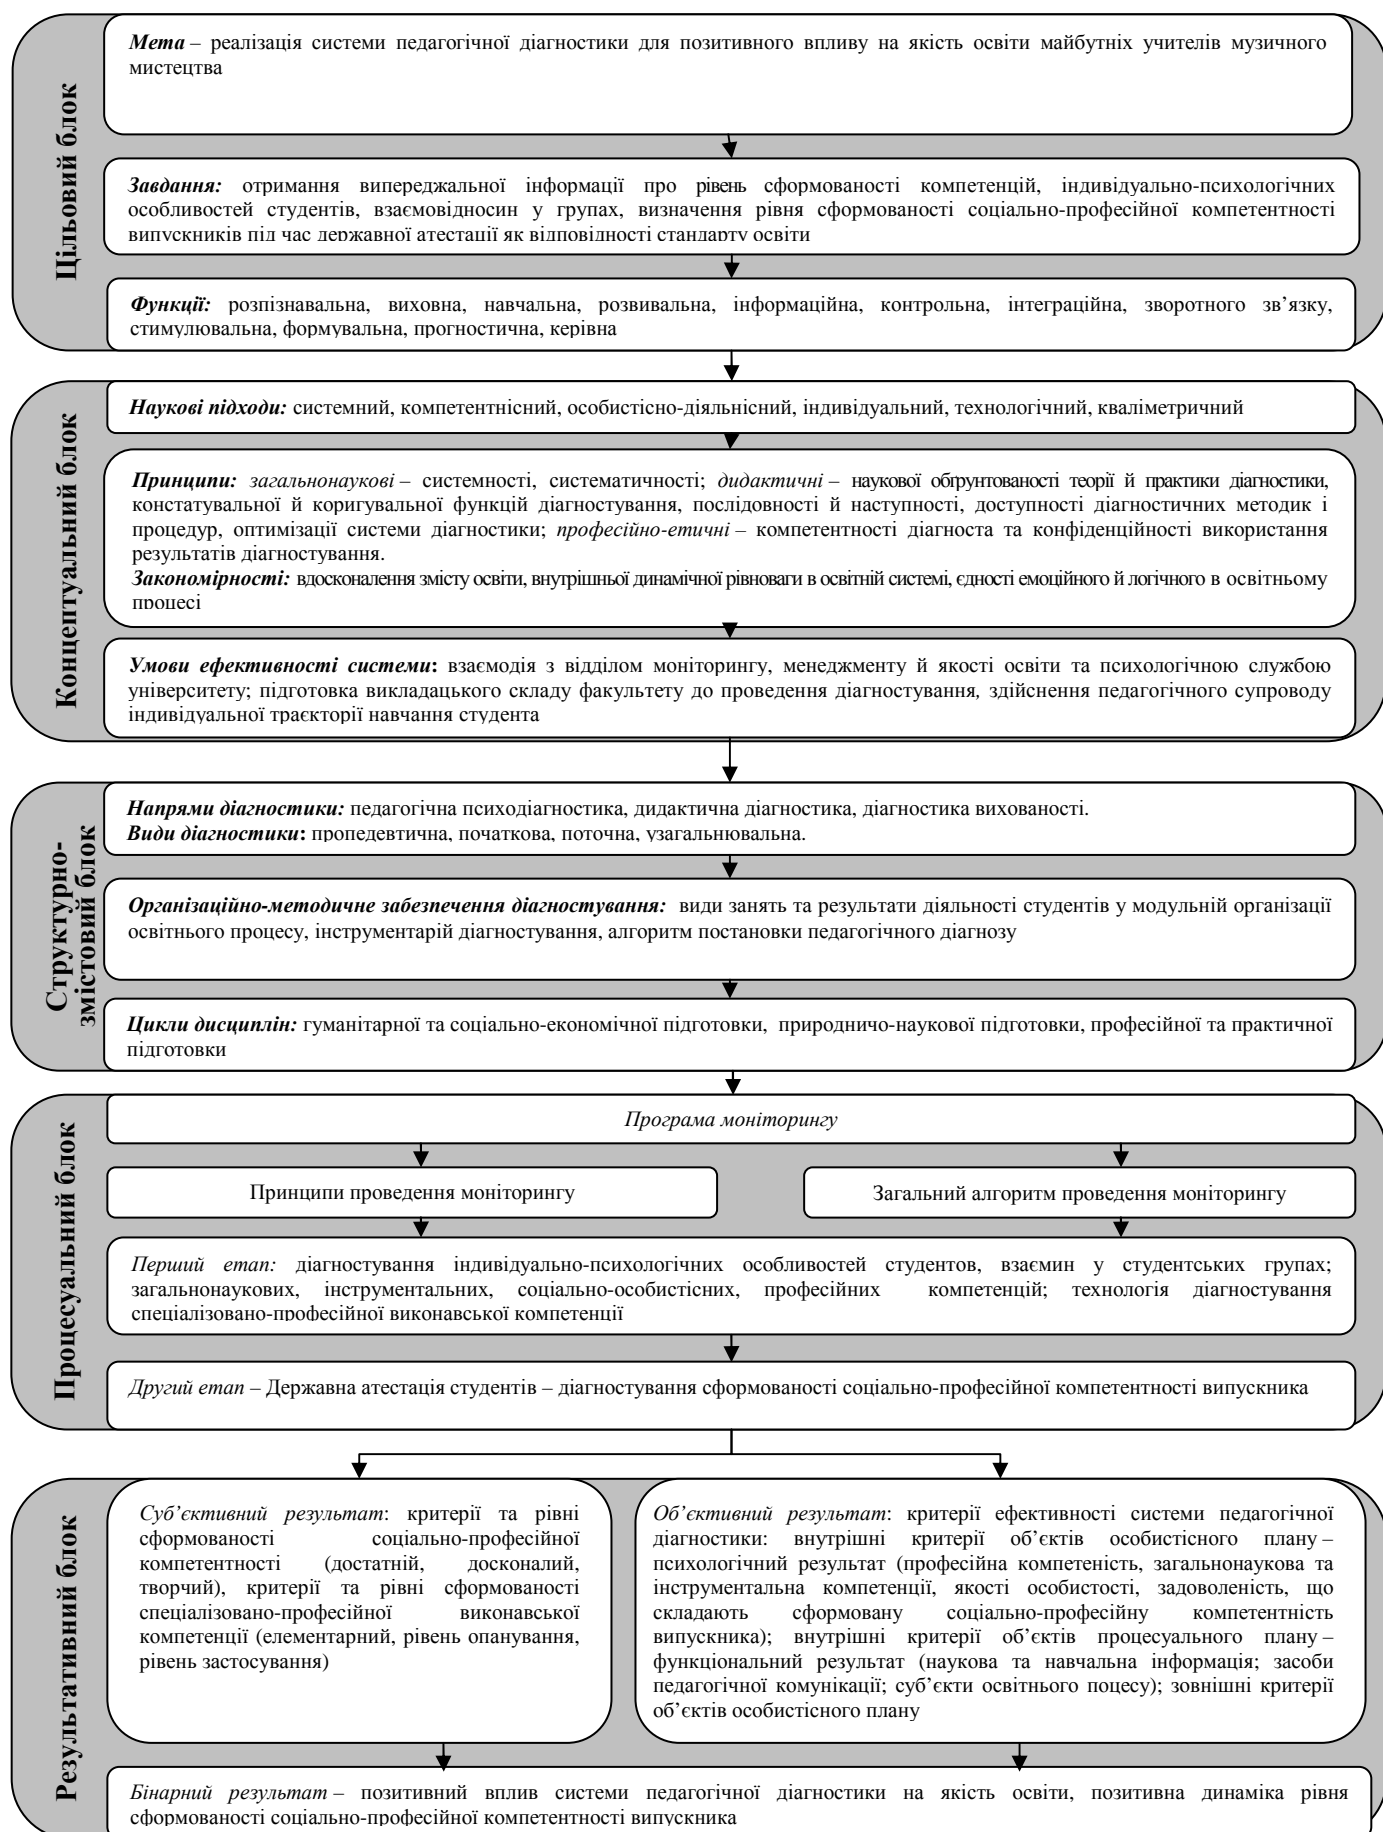 Цільовий блок
Мета – реалізація системи педагогічної діагностики для позитивного впливу на якість освіти майбутніх учителів музичного
мистецтва
Завдання: отримання випереджальної інформації про рівень сформованості компетенцій, індивідуально-психологічних
особливостей студентів, взаємовідносин у групах, визначення рівня сформованості соціально-професійної компетентності
випускників під час державної атестації як відповідності стандарту освіти
Функції: розпізнавальна, виховна, навчальна, розвивальна, інформаційна, контрольна, інтеграційна, зворотного зв’язку,
стимулювальна, формувальна, прогностична, керівна
Концептуальний блок
Наукові підходи: системний, компетентнісний, особистісно-діяльнісний, індивідуальний, технологічний, кваліметричний
Принципи: загальнонаукові – системності, систематичності; дидактичні – наукової обґрунтованості теорії й практики діагностики,
констатувальної й коригувальної функцій діагностування, послідовності й наступності, доступності діагностичних методик і
процедур, оптимізації системи діагностики; професійно-етичні – компетентності діагноста та конфіденційності використання
результатів діагностування.
Закономірності: вдосконалення змісту освіти, внутрішньої динамічної рівноваги в освітній системі, єдності емоційного й логічного в освітньому
процесі
Умови ефективності системи: взаємодія з відділом моніторингу, менеджменту й якості освіти та психологічною службою
університету; підготовка викладацького складу факультету до проведення діагностування, здійснення педагогічного супроводу
індивідуальної траєкторії навчання студента
Структурно-
змістовий блок
Напрями діагностики: педагогічна психодіагностика, дидактична діагностика, діагностика вихованості.
Види діагностики: пропедевтична, початкова, поточна, узагальнювальна.
Організаційно-методичне забезпечення діагностування: види занять та результати діяльності студентів у модульній організації
освітнього процесу, інструментарій діагностування, алгоритм постановки педагогічного діагнозу
Цикли дисциплін: гуманітарної та соціально-економічної підготовки, природничо-наукової підготовки, професійної та практичної
підготовки
Процесуальний блок
Програма моніторингу
Принципи проведення моніторингу
Загальний алгоритм проведення моніторингу
Перший етап: діагностування індивідуально-психологічних особливостей студентов, взаємин у студентських групах;
загальнонаукових, інструментальних, соціально-особистісних, професійних компетенцій; технологія діагностування
спеціалізовано-професійної виконавської компетенції
Другий етап – Державна атестація студентів – діагностування сформованості соціально-професійної компетентності випускника
Результативний блок
Суб’єктивний результат: критерії та рівні
сформованості соціально-професійної
компетентності (достатній, досконалий,
творчий), критерії та рівні сформованості
спеціалізовано-професійної виконавської
компетенції (елементарний, рівень опанування,
рівень застосування)
Об’єктивний результат: критерії ефективності системи педагогічної
діагностики: внутрішні критерії об’єктів особистісного плану –
психологічний результат (професійна компетеність, загальнонаукова та
інструментальна компетенції, якості особистості, задоволеність, що
складають сформовану соціально-професійну компетентність
випускника); внутрішні критерії об’єктів процесуального плану –
функціональний результат (наукова та навчальна інформація; засоби
педагогічної комунікації; суб’єкти освітнього поцесу); зовнішні критерії
об’єктів особистісного плану
Бінарний результат – позитивний вплив системи педагогічної діагностики на якість освіти, позитивна динаміка рівня
сформованості соціально-професійної компетентності випускника